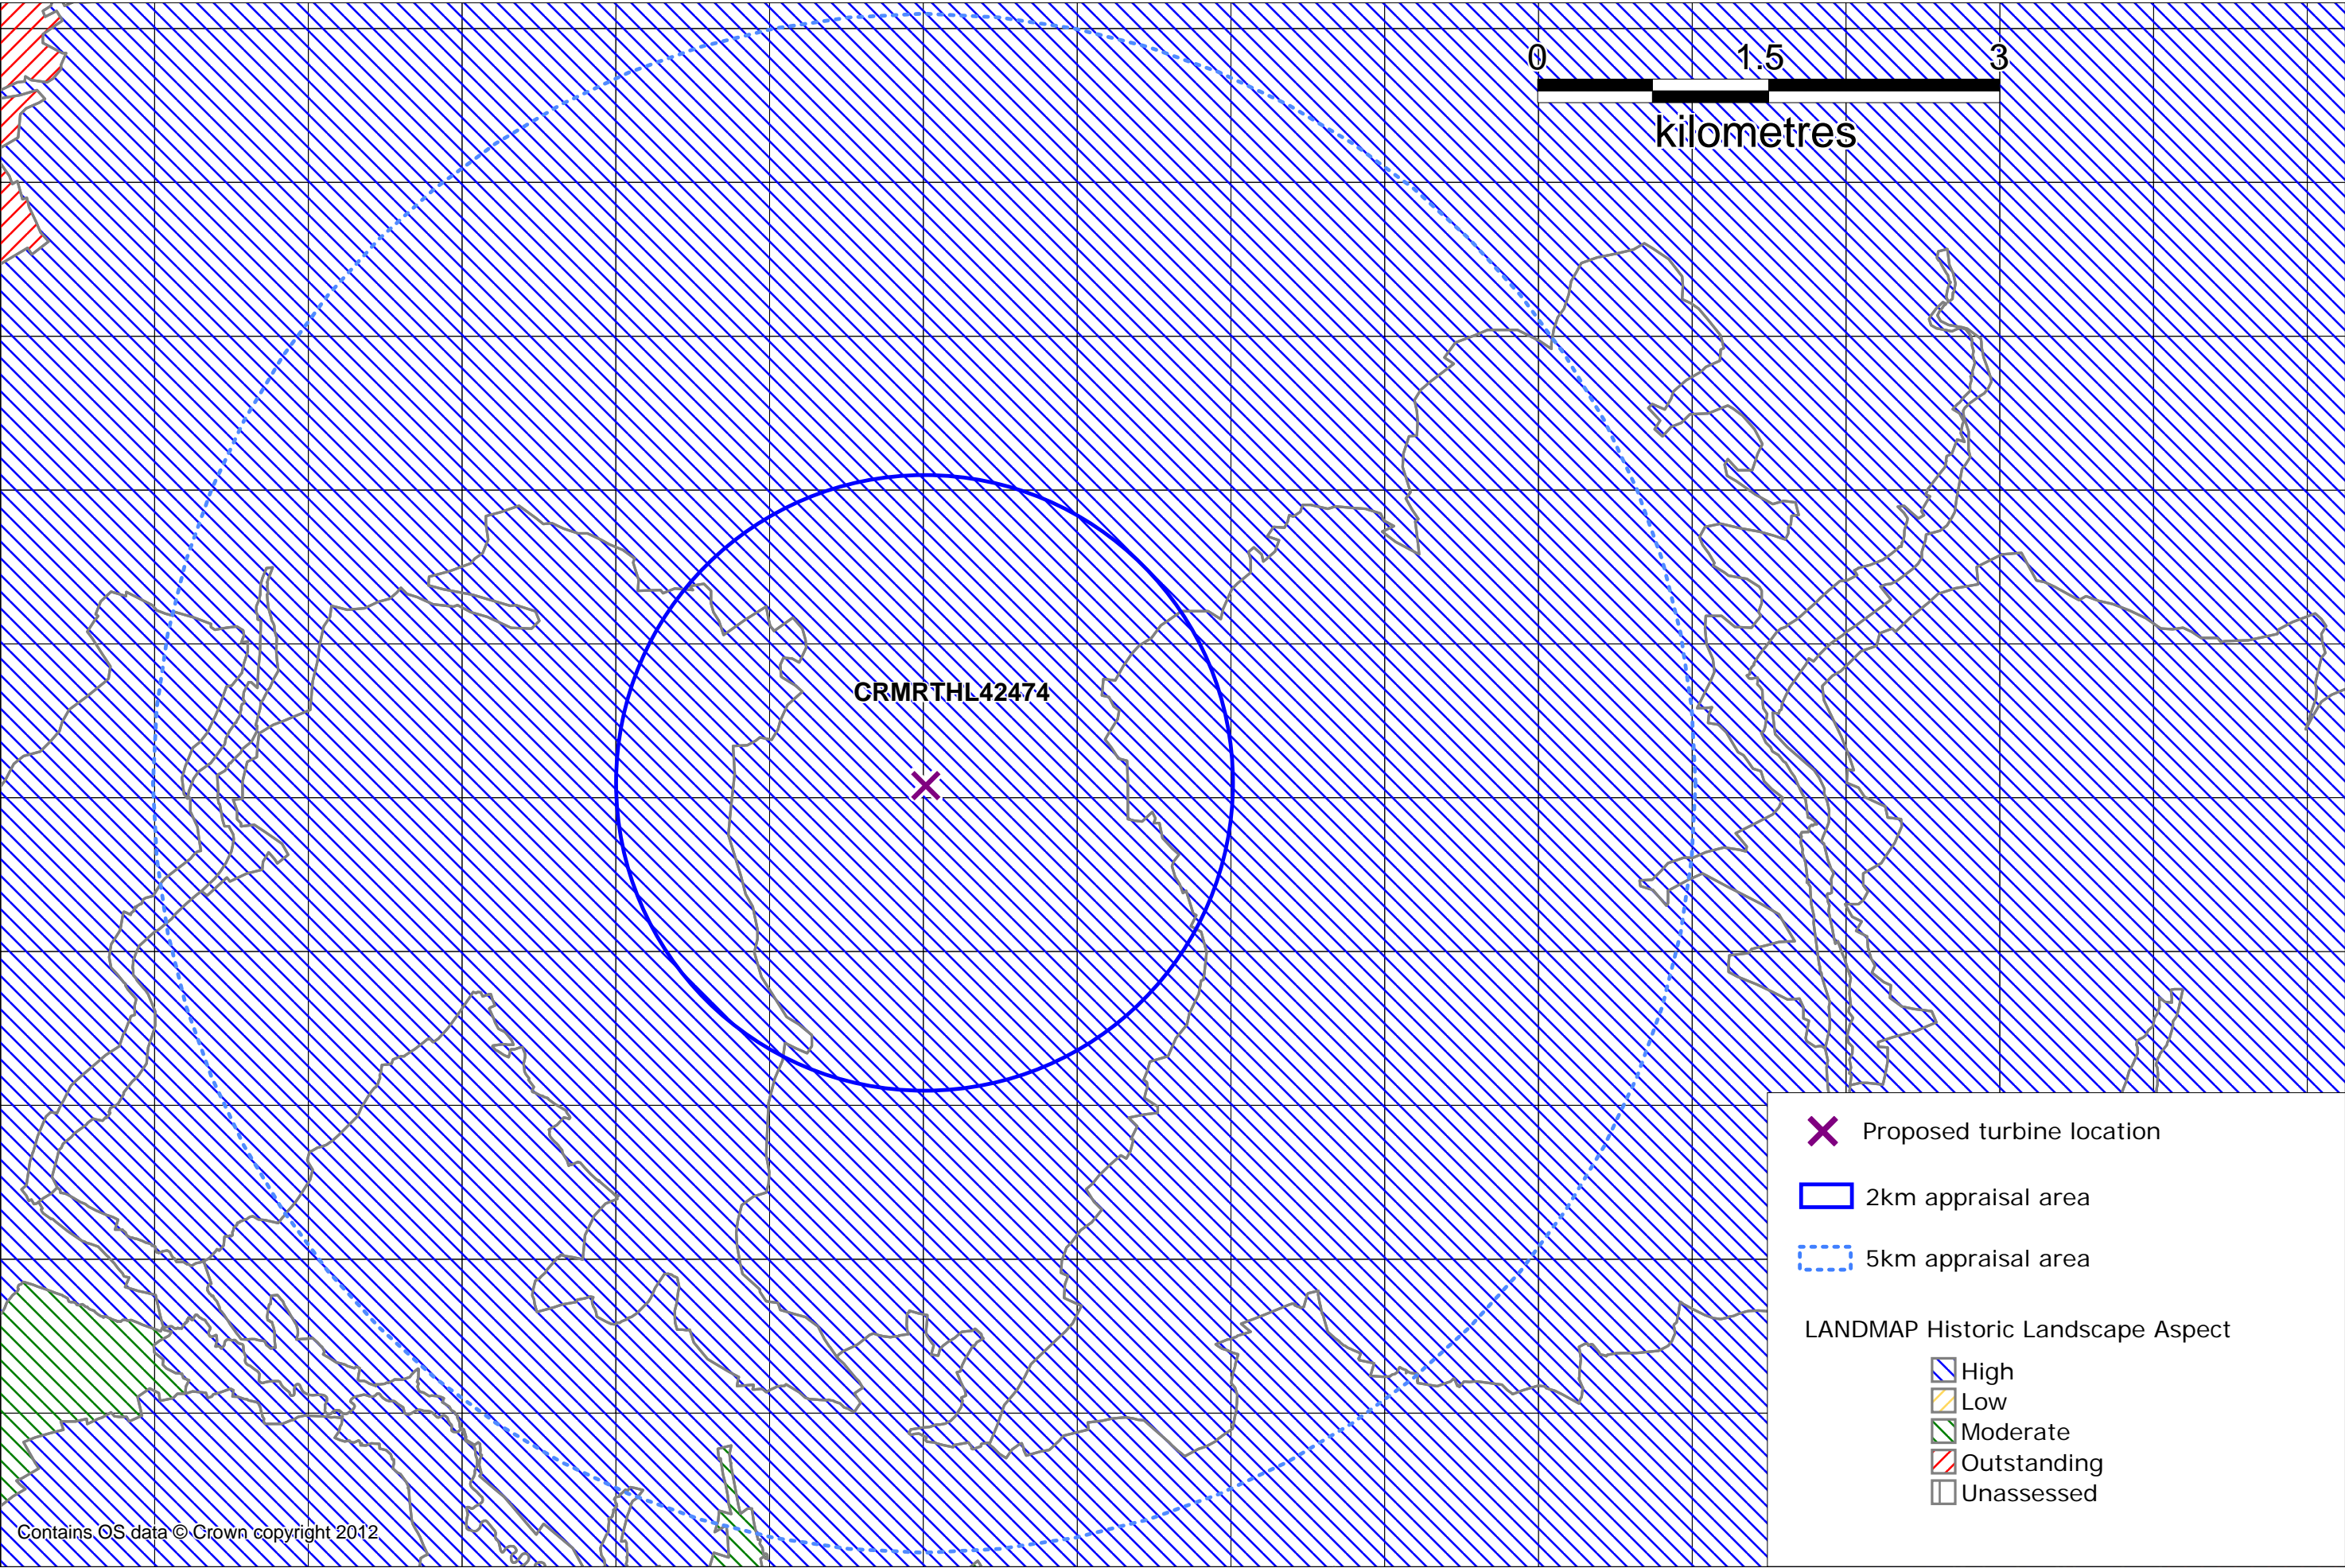 0 1.5 3
kilometres
CRMRTHL42474
Proposed turbine location
2km appraisal area
5km appraisal area
LANDMAP Historic Landscape Aspect
High
Low
Moderate
Outstanding
Unassessed
Contains OS data © Crown copyright 2012